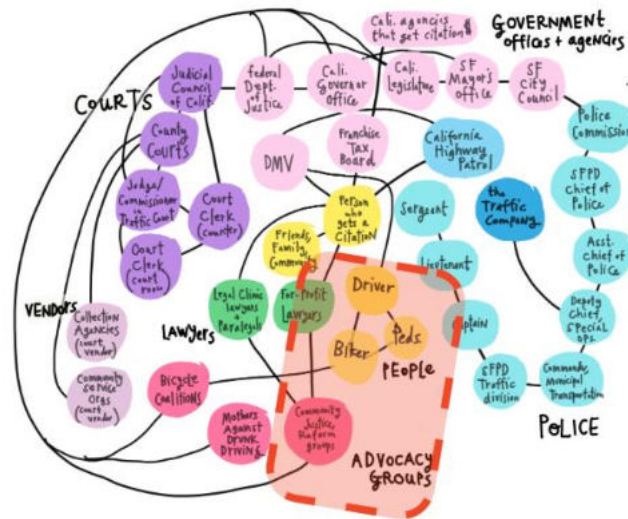 Cali. agencies
that get citation $
GOVERNMENT
offices + agencies
Judicial
Council
of Calif.
federal
Dept.
of
Justice
Cali.
Governor
Office
Cali.
Legislature
SF
Mayor's
office
SF
City
Council
COURTS
County
Courts
DMV
Franchise
Tax
Board
California
Highway
Patrol
Police
Commission
SFPD
Chief of
Police
Judge/
Commissioner
in Traffic Court
Court
Clerk
(counter)
Person
who
gets a
Citation
Sergeant
the
Traffic
Company
Court
Clerk
(court
room)
Friends,
Family,
Community
Lieutenant
Asst.
Chief of
Police
VENDORS
Collection
Agencies
(court
vendor)
LAWYERS
Legal Clinic
lawyers
+
Paralegals
For-Profit
Lawyers
Driver
Captain
Deputy
Chief,
special
ops.
Biker
Peds.
PEOPLE
Community
Service
Orgs
(court
vendor)
Bicycle
Coalitions
SFPD
Traffic
division
Commander,
Municipal
Transportation
POLICE
Mothers
Against
Drunk
Driving
Community
Justice,
Reform
groups
ADVOCACY
GROUPS